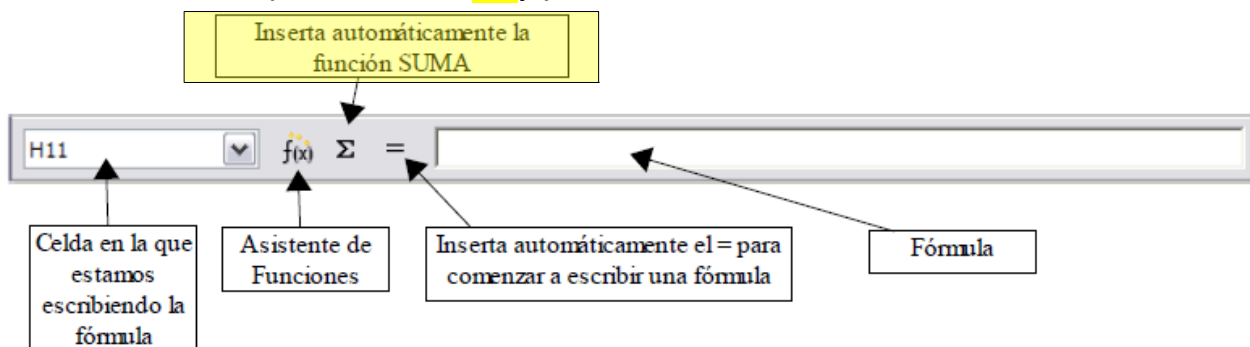 Inserta automáticamente la
función SUMA
H11
f(x) Σ =
Celda en la que
estamos
escribiendo la
fórmula
Asistente de
Funciones
Inserta automáticamente el = para
comenzar a escribir una fórmula
Fórmula